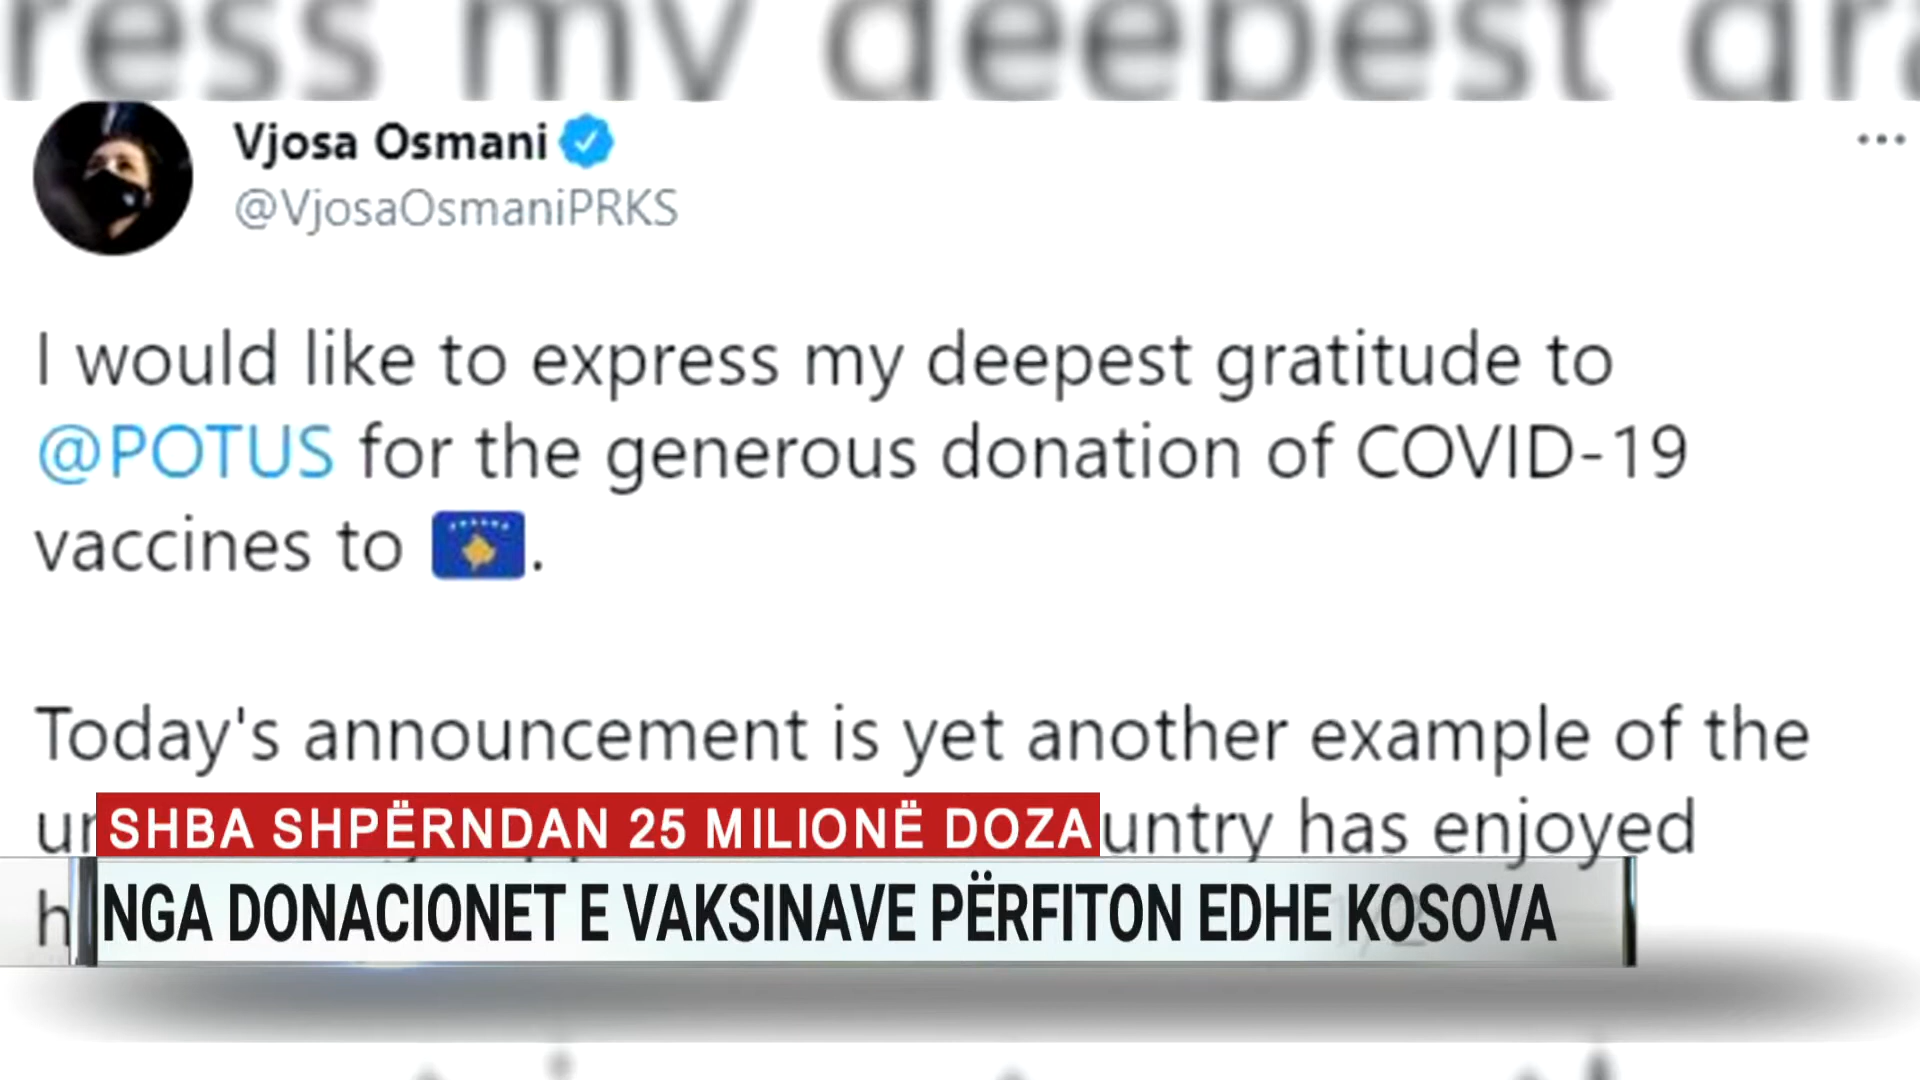 ress my deepest gra
Vjosa Osmani
@VjosaOsmaniPRKS
I would like to express my deepest gratitude to
@POTUS for the generous donation of COVID-19
vaccines to
Today's announcement is yet another example of the
has enjoyed
SHBA SHPËRNDAN 25 MILIONË DOZA
NGA DONACIONET E VAKSINAVE PËRFITON EDHE KOSOVA